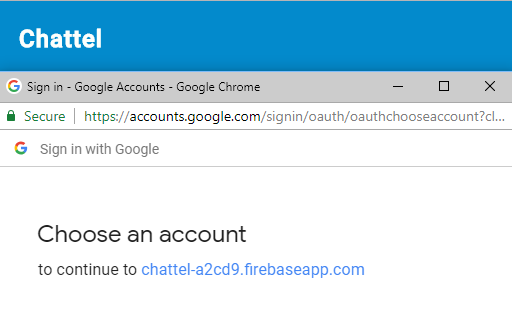 Chattel
Sign in - Google Accounts - Google Chrome
Secure https://accounts.google.com/signin/oauth/oauthchooseaccount?cl...
Sign in with Google
Choose an account
to continue to chattel-a2cd9.firebaseapp.com